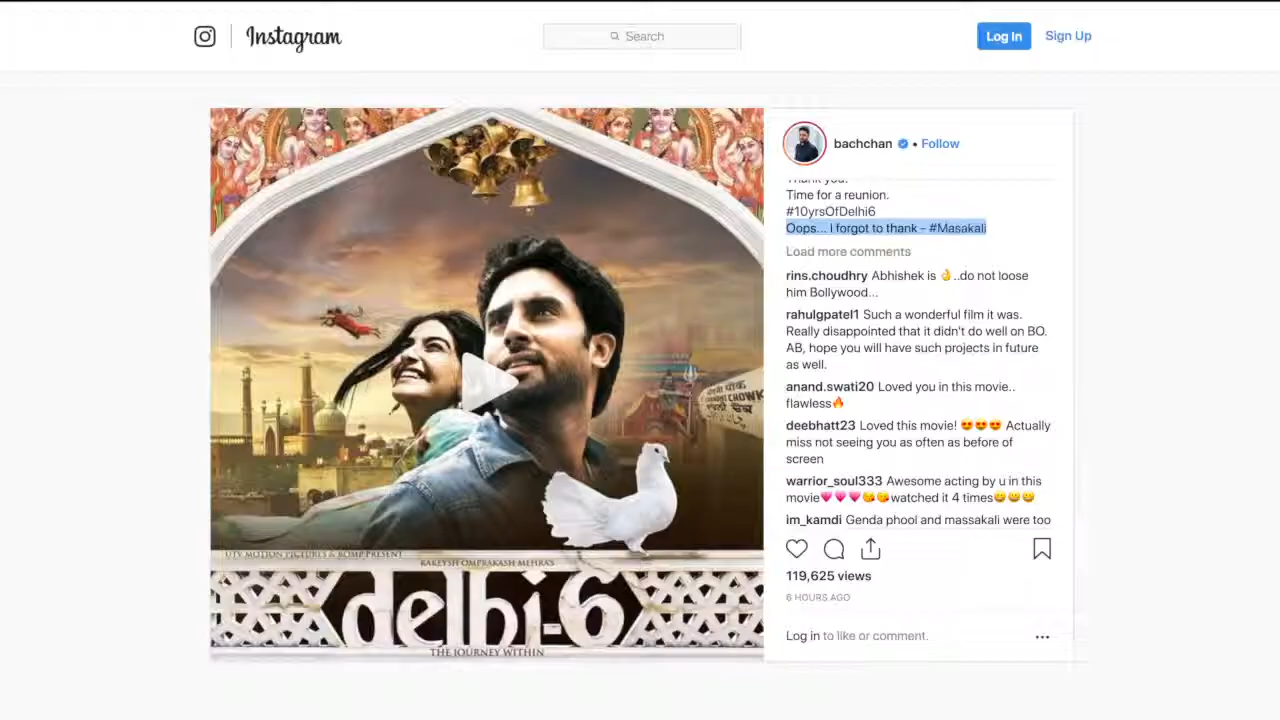 Instagram
Search
Log In
Sign Up
bachchan • Follow
Thank you.
Time for a reunion.
#10yrsOfDelhi6
Oops... I forgot to thank - #Masakali
Load more comments
rins.choudhry Abhishek is 👌..do not loose
him Bollywood...
rahulgpatel1 Such a wonderful film it was.
Really disappointed that it didn't do well on BO.
AB, hope you will have such projects in future
as well.
anand.swati20 Loved you in this movie..
flawless🔥
deebhatt23 Loved this movie! 😍😍😍 Actually
miss not seeing you as often as before of
screen
warrior_soul333 Awesome acting by u in this
movie💗💗💗😘😘watched it 4 times😀😀😀
im_kamdi Genda phool and massakali were too
119,625 views
6 HOURS AGO
Log in to like or comment.
CHOWK
UTV MOTION PICTURES & ROMP PRESENT
RAKEYSH OMPRAKASH MEHRA'S
delhi-6
THE JOURNEY WITHIN